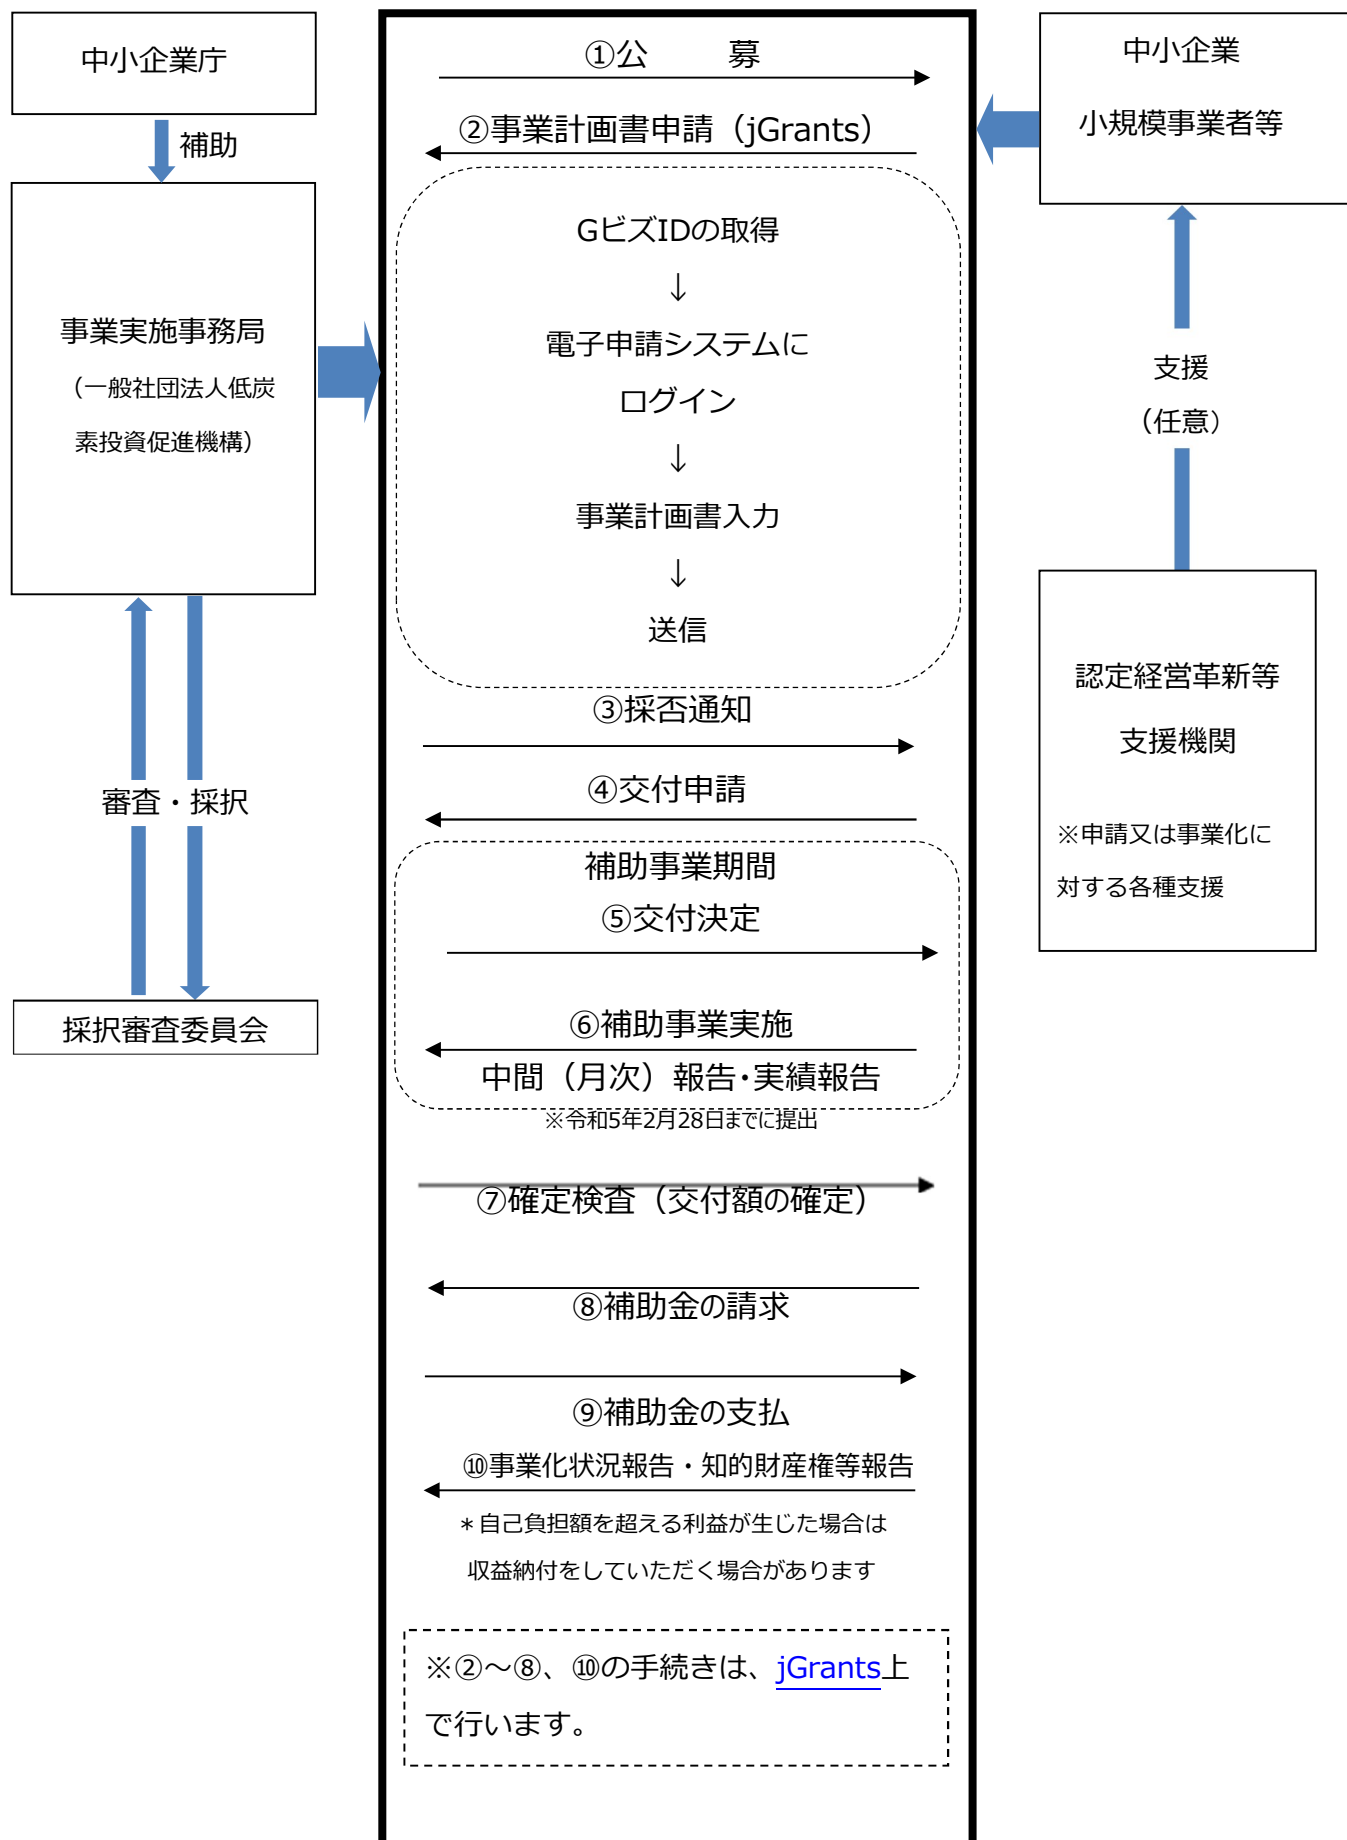 中小企業庁
補助
事業実施事務局
（一般社団法人低炭
素投資促進機構）
審査・採択
採択審査委員会
①公　　募
②事業計画書申請（jGrants）
GビズIDの取得
↓
電子申請システムに
ログイン
↓
事業計画書入力
↓
送信
③採否通知
④交付申請
補助事業期間
⑤交付決定
⑥補助事業実施
中間（月次）報告・実績報告
※令和5年2月28日までに提出
⑦確定検査（交付額の確定）
⑧補助金の請求
⑨補助金の支払
⑩事業化状況報告・知的財産権等報告
＊自己負担額を超える利益が生じた場合は
収益納付をしていただく場合があります
※②～⑧、⑩の手続きは、jGrants上
で行います。
中小企業
小規模事業者等
支援
（任意）
認定経営革新等
支援機関
※申請又は事業化に
対する各種支援